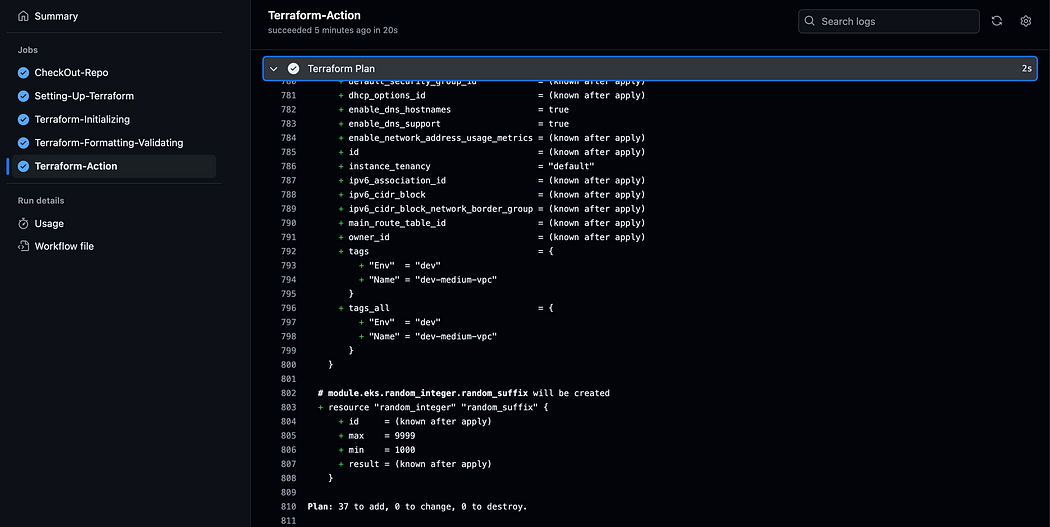 Summary
Jobs
CheckOut-Repo
Setting-Up-Terraform
Terraform-Initializing
Terraform-Formatting-Validating
Terraform-Action
Run details
Usage
Workflow file
Terraform-Action
succeeded 5 minutes ago in 20s
Search logs
Terraform Plan 2s
780 + default_security_group_id = (known after apply)
781 + dhcp_options_id = (known after apply)
782 + enable_dns_hostnames = true
783 + enable_dns_support = true
784 + enable_network_address_usage_metrics = (known after apply)
785 + id = (known after apply)
786 + instance_tenancy = "default"
787 + ipv6_association_id = (known after apply)
788 + ipv6_cidr_block = (known after apply)
789 + ipv6_cidr_block_network_border_group = (known after apply)
790 + main_route_table_id = (known after apply)
791 + owner_id = (known after apply)
792 + tags = {
793 + "Env" = "dev"
794 + "Name" = "dev-medium-vpc"
795 }
796 + tags_all = {
797 + "Env" = "dev"
798 + "Name" = "dev-medium-vpc"
799 }
800 }
801
802 # module.eks.random_integer.random_suffix will be created
803 + resource "random_integer" "random_suffix" {
804 + id = (known after apply)
805 + max = 9999
806 + min = 1000
807 + result = (known after apply)
808 }
809
810 Plan: 37 to add, 0 to change, 0 to destroy.
811